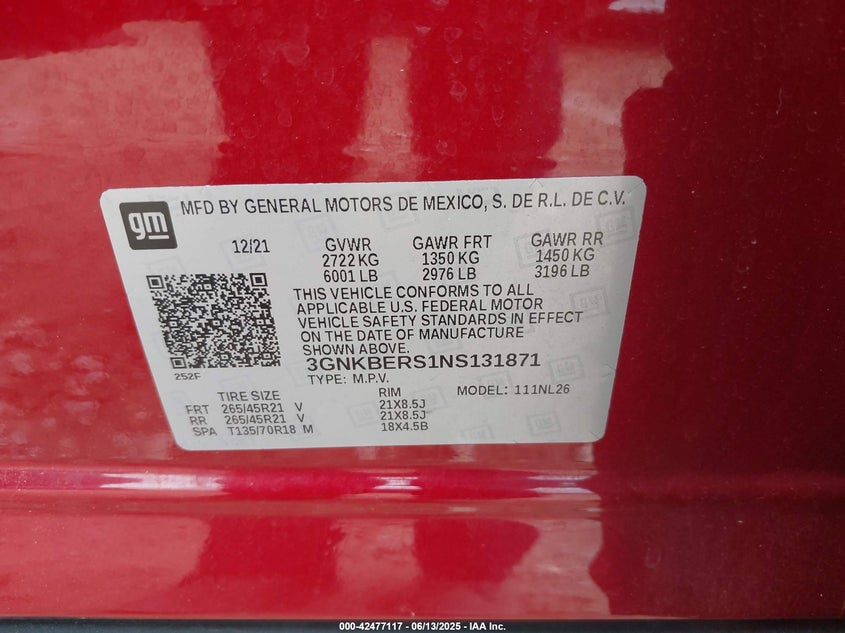 gm
MFD BY GENERAL MOTORS DE MEXICO, S. DE R.L. DE C.V.
12/21 GVWR GAWR FRT GAWR RR
2722 KG 1350 KG 1450 KG
6001 LB 2976 LB 3196 LB
THIS VEHICLE CONFORMS TO ALL
APPLICABLE U.S. FEDERAL MOTOR
VEHICLE SAFETY STANDARDS IN EFFECT
ON THE DATE OF MANUFACTURE
SHOWN ABOVE.
3GNKBERS1NS131871
252F
TYPE: M.P.V. MODEL: 111NL26
TIRE SIZE RIM
FRT 265/45R21 V 21X8.5J
RR 265/45R21 V 21X8.5J
SPA T135/70R18 M 18X4.5B
000-42477117 - 06/13/2025 - IAA Inc.